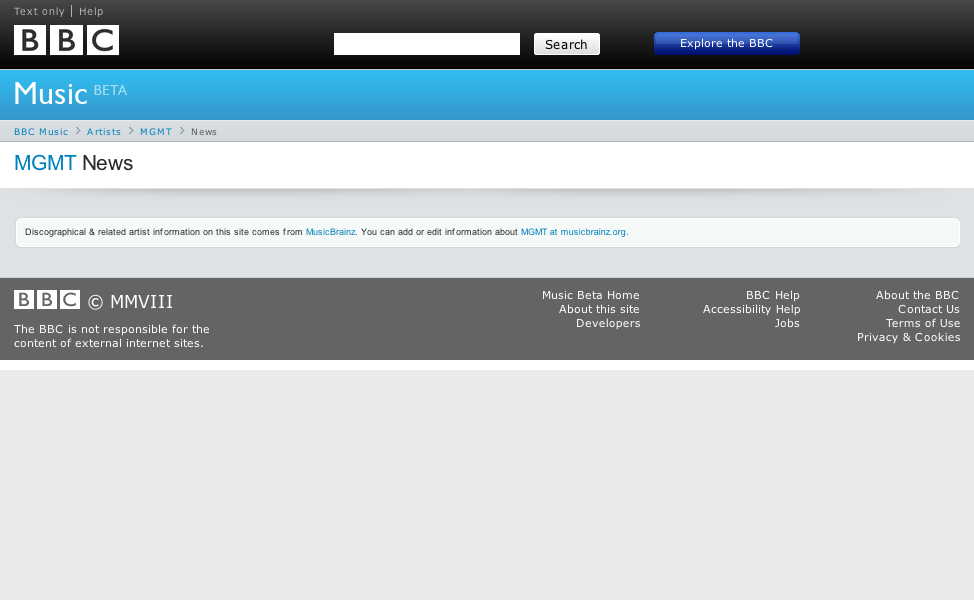 Text only | Help
BBC
Search
Explore the BBC
Music BETA
BBC Music > Artists > MGMT > News
MGMT News
Discographical & related artist information on this site comes from MusicBrainz. You can add or edit information about MGMT at musicbrainz.org.
BBC © MMVIII
The BBC is not responsible for the
content of external internet sites.
Music Beta Home
About this site
Developers
BBC Help
Accessibility Help
Jobs
About the BBC
Contact Us
Terms of Use
Privacy & Cookies